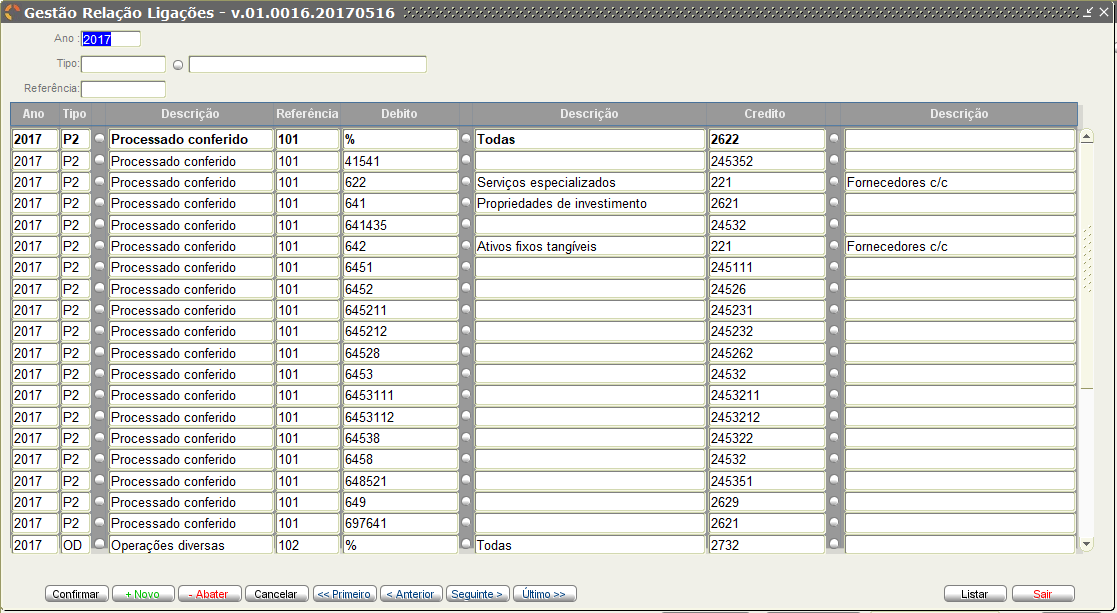 Gestão Relação Ligações - v.01.0016.20170516
Ano : 2017
Tipo:
Referência:
Ano Tipo Descrição Referência Debito Descrição Credito Descrição
2017 P2 Processado conferido 101 % Todas 2622
2017 P2 Processado conferido 101 41541 245352
2017 P2 Processado conferido 101 622 Serviços especializados 221 Fornecedores c/c
2017 P2 Processado conferido 101 641 Propriedades de investimento 2621
2017 P2 Processado conferido 101 641435 24532
2017 P2 Processado conferido 101 642 Ativos fixos tangíveis 221 Fornecedores c/c
2017 P2 Processado conferido 101 6451 245111
2017 P2 Processado conferido 101 6452 24526
2017 P2 Processado conferido 101 645211 245231
2017 P2 Processado conferido 101 645212 245232
2017 P2 Processado conferido 101 64528 245262
2017 P2 Processado conferido 101 6453 24532
2017 P2 Processado conferido 101 6453111 2453211
2017 P2 Processado conferido 101 6453112 2453212
2017 P2 Processado conferido 101 64538 245322
2017 P2 Processado conferido 101 6458 24532
2017 P2 Processado conferido 101 648521 245351
2017 P2 Processado conferido 101 649 2629
2017 P2 Processado conferido 101 697641 2621
2017 OD Operações diversas 102 % Todas 2732
Confirmar + Novo - Abater Cancelar << Primeiro < Anterior Seguinte > Último >> Listar Sair